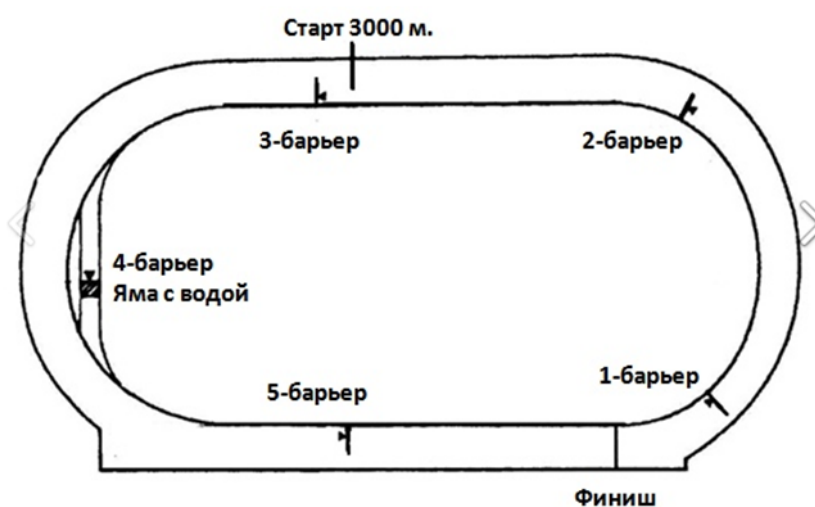 Старт 3000 м.
3-барьер
2-барьер
4-барьер
Яма с водой
1-барьер
5-барьер
Финиш